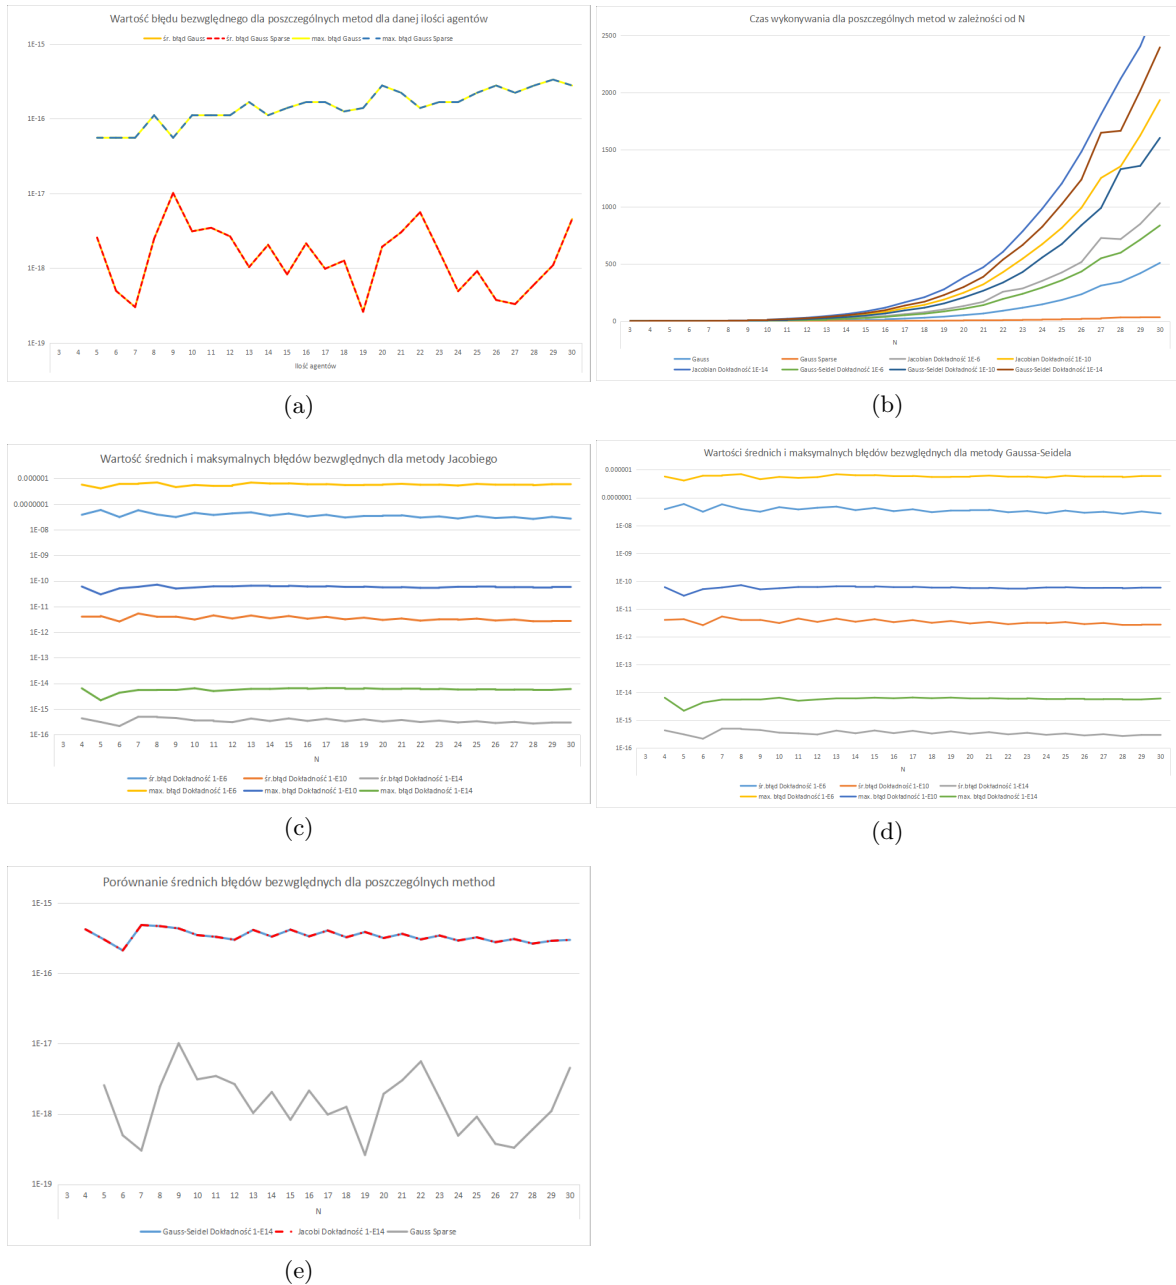 Wartość błędu bezwględnego dla poszczególnych metod dla danej ilości agentów
śr. błąd Gauss śr. błąd Gauss Sparse max. błąd Gauss max. błąd Gauss Sparse
1E-15
1E-16
1E-17
1E-18
1E-19
3 4 5 6 7 8 9 10 11 12 13 14 15 16 17 18 19 20 21 22 23 24 25 26 27 28 29 30
Ilość agentów
(a)
Czas wykonywania dla poszczególnych metod w zależności od N
2500
2000
1500
1000
500
0
3 4 5 6 7 8 9 10 11 12 13 14 15 16 17 18 19 20 21 22 23 24 25 26 27 28 29 30
N
Gauss Gauss Sparse Jacobian Dokładność 1E-6 Jacobian Dokładność 1E-10
Jacobian Dokładność 1E-14 Gauss-Seidel Dokładność 1E-6 Gauss-Seidel Dokładność 1E-10 Gauss-Seidel Dokładność 1E-14
(b)
Wartość średnich i maksymalnych błędów bezwględnych dla metody Jacobiego
0.000001
0.0000001
1E-08
1E-09
1E-10
1E-11
1E-12
1E-13
1E-14
1E-15
1E-16
3 4 5 6 7 8 9 10 11 12 13 14 15 16 17 18 19 20 21 22 23 24 25 26 27 28 29 30
N
śr.błąd Dokładność 1-E6 śr.błąd Dokładność 1-E10 śr.błąd Dokładność 1-E14
max. błąd Dokładność 1-E6 max. błąd Dokładność 1-E10 max. błąd Dokładność 1-E14
(c)
Wartości średnich i maksymalnych błędów bezwględnych dla metody Gaussa-Seidela
0.000001
0.0000001
1E-08
1E-09
1E-10
1E-11
1E-12
1E-13
1E-14
1E-15
1E-16
3 4 5 6 7 8 9 10 11 12 13 14 15 16 17 18 19 20 21 22 23 24 25 26 27 28 29 30
N
śr.błąd Dokładność 1-E6 śr.błąd Dokładność 1-E10 śr.błąd Dokładność 1-E14
max. błąd Dokładność 1-E6 max. błąd Dokładność 1-E10 max. błąd Dokładność 1-E14
(d)
Porównanie średnich błędów bezwględnych dla poszczególnych method
1E-15
1E-16
1E-17
1E-18
1E-19
3 4 5 6 7 8 9 10 11 12 13 14 15 16 17 18 19 20 21 22 23 24 25 26 27 28 29 30
N
Gauss-Seidel Dokładność 1-E14 Jacobi Dokładność 1-E14 Gauss Sparse
(e)